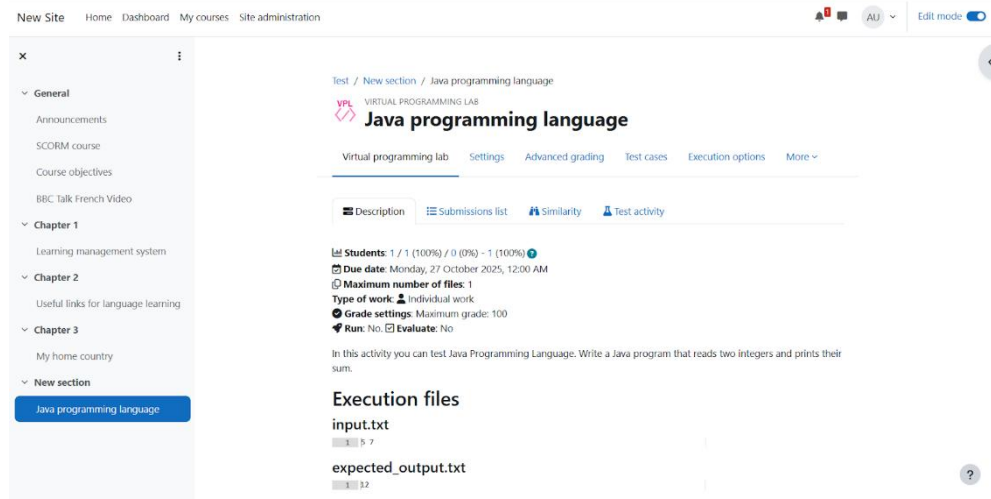 New Site Home Dashboard My courses Site administration 1 AU Edit mode
General
Announcements
SCORM course
Course objectives
BBC Talk French Video
Chapter 1
Learning management system
Chapter 2
Useful links for language learning
Chapter 3
My home country
New section
Java programming language
Test / New section / Java programming language
VPL VIRTUAL PROGRAMMING LAB
Java programming language
Virtual programming lab Settings Advanced grading Test cases Execution options More
Description Submissions list Similarity Test activity
Students: 1 / 1 (100%) / 0 (0%) - 1 (100%) ?
Due date: Monday, 27 October 2025, 12:00 AM
Maximum number of files: 1
Type of work: Individual work
Grade settings: Maximum grade: 100
Run: No. Evaluate: No
In this activity you can test Java Programming Language. Write a Java program that reads two integers and prints their
sum.
Execution files
input.txt
1 5 7
expected_output.txt
1 12
?